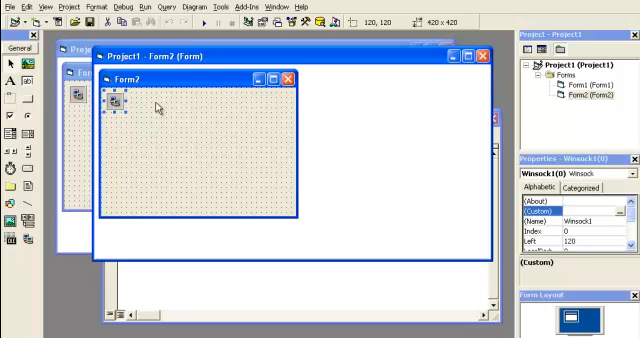 File Edit View Project Format Debug Run Query Diagram Tools Add-Ins Window Help
120, 120
420 x 420
General
Project1 - Form2 (Form)
Form2
A
ab|
Project - Project1
Project1 (Project1)
Forms
Form1 (Form1)
Form2 (Form2)
Properties - Winsock1(0)
Winsock1(0) Winsock
Alphabetic Categorized
(About)
(Custom)
(Name) Winsock1
Index 0
Left 120
(Custom)
Form Layout